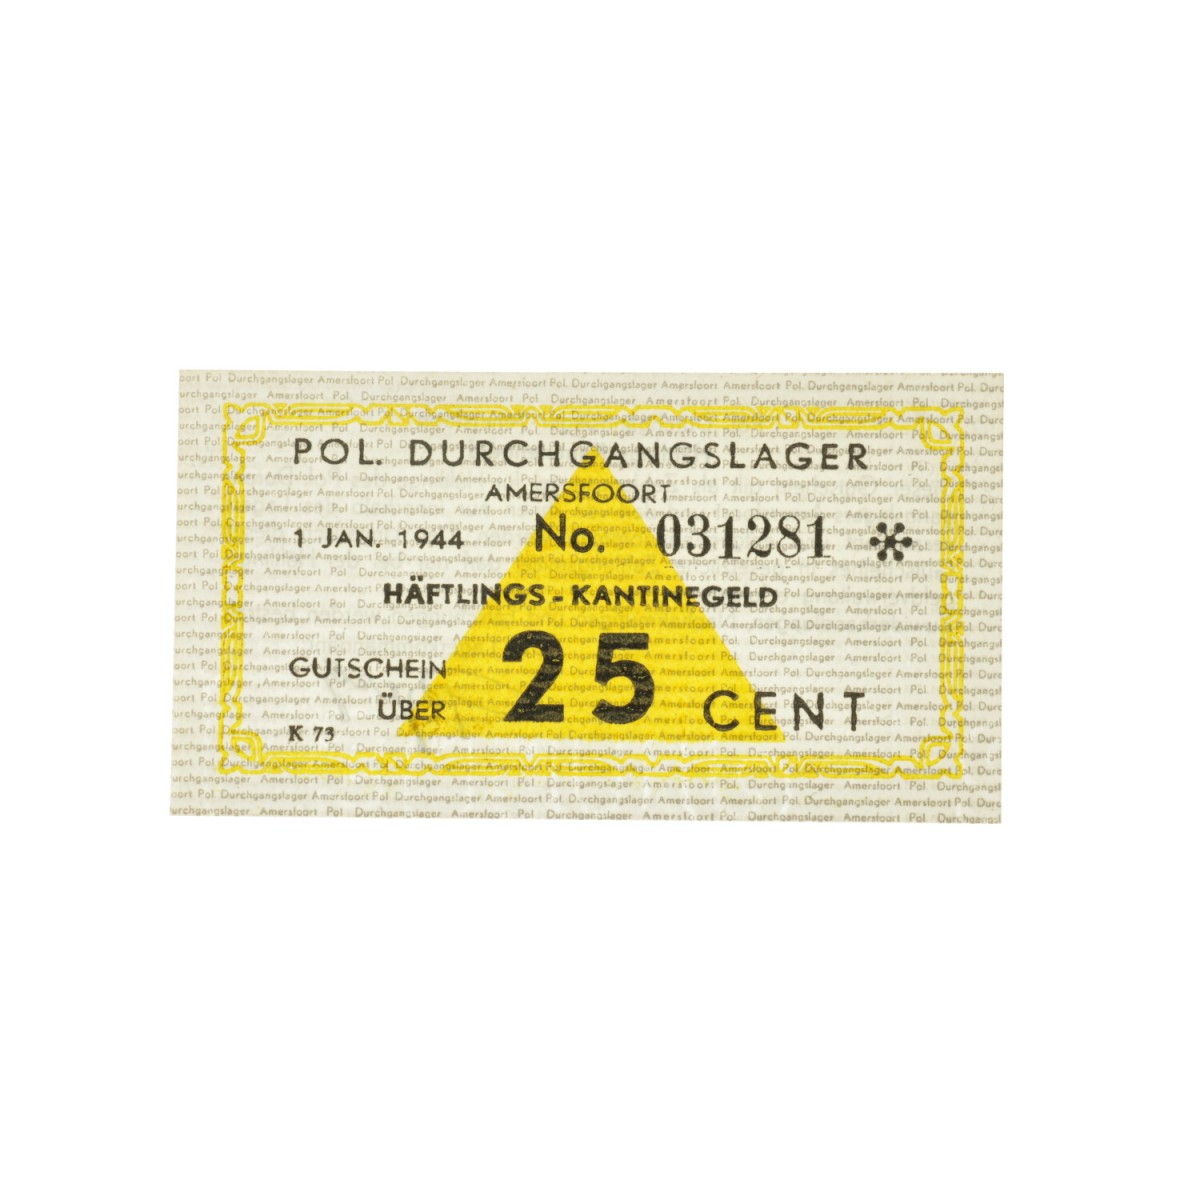 POL. DURCHGANGSLAGER
AMERSFOORT
1 JAN. 1944 No. 031281 *
HÄFTLINGS - KANTINEGELD
GUTSCHEIN
ÜBER 25 CENT
K 73